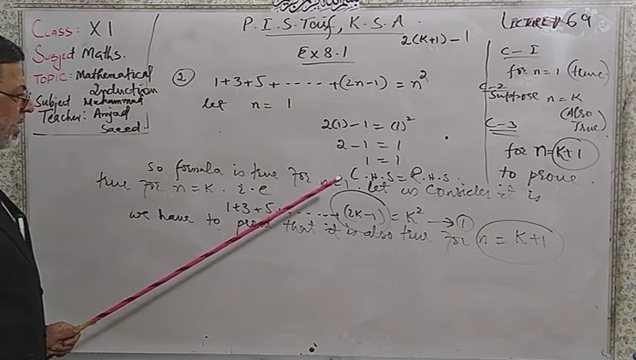 CLASS: XI
P.I.S. Taif, K.S.A
LECTURE# 69
Subject Maths.
TOPIC: Mathematical
Induction
Subject Muhammad
Teacher: Amjad
Saeed
Ex 8.1
2(K+1) - 1
② 1+3+5+ ------ +(2n-1) = n²
let n = 1
2(1) - 1 = (1)²
2 - 1 = 1
1 = 1
L.H.S = R.H.S
So formula is true for n=1. Let us Consider it is
true for n = K. i.e
1+3+5 ------ +(2K-1) = K² → ①
we have to prove that it is also true for n = K+1
C-I
for n=1 (true)
C-2
Suppose n = K
(Also
True)
C-3
for n = K+1
to prove